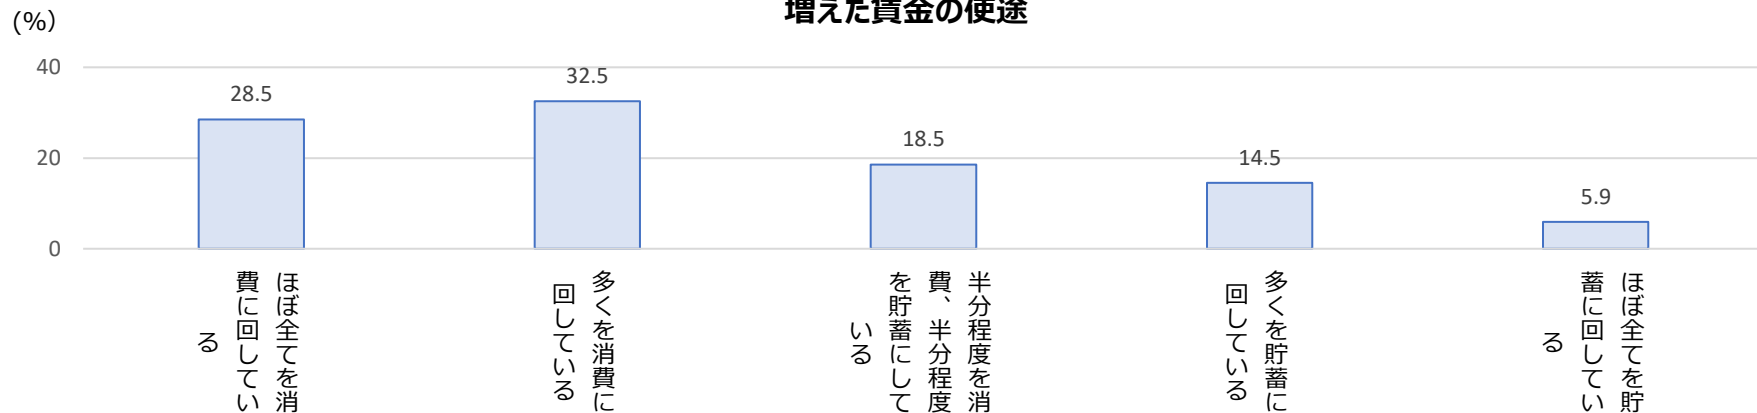 増えた賃金の使途
(%)
40
20
0
28.5
32.5
18.5
14.5
5.9
ほぼ全てを消
費に回してい
る
多くを消費に
回している
半分程度を消
費、半分程度
を貯蓄にして
いる
多くを貯蓄に
回している
ほぼ全てを貯
蓄に回してい
る